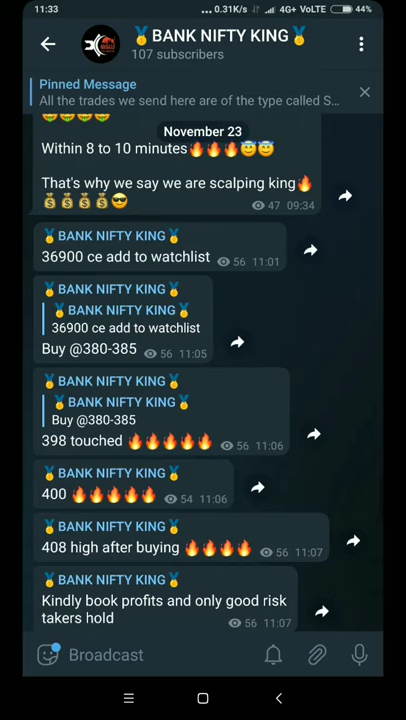 11:33
... 0.31K/s 4G+ VoLTE 44%
🥇BANK NIFTY KING🥇
107 subscribers
Pinned Message
All the trades we send here are of the type called S...
November 23
Within 8 to 10 minutes🔥🔥🔥😇😇
That's why we say we are scalping king🔥
💰💰💰💰😎
47 09:34
🥇BANK NIFTY KING🥇
36900 ce add to watchlist
56 11:01
🥇BANK NIFTY KING🥇
🥇BANK NIFTY KING🥇
36900 ce add to watchlist
Buy @380-385
56 11:05
🥇BANK NIFTY KING🥇
🥇BANK NIFTY KING🥇
Buy @380-385
398 touched 🔥🔥🔥🔥🔥
56 11:06
🥇BANK NIFTY KING🥇
400 🔥🔥🔥🔥🔥
54 11:06
🥇BANK NIFTY KING🥇
408 high after buying 🔥🔥🔥🔥
56 11:07
🥇BANK NIFTY KING🥇
Kindly book profits and only good risk
takers hold
56 11:07
Broadcast